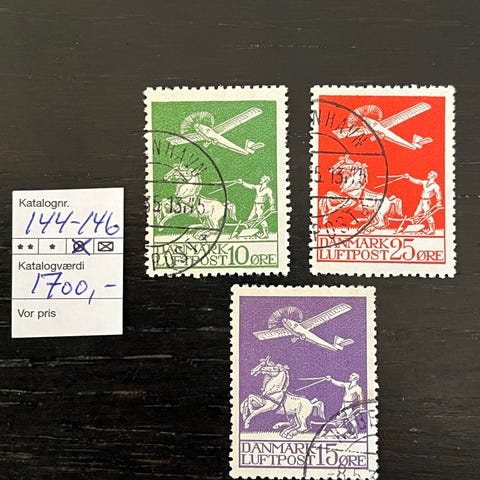 Katalognr.
144-146
** * ⊙ ⊠
Katalogværdi
1700,-
Vor pris
DANMARK 10 ØRE
LUFTPOST
DANMARK 25 ØRE
LUFTPOST
DANMARK 15 ØRE
LUFTPOST